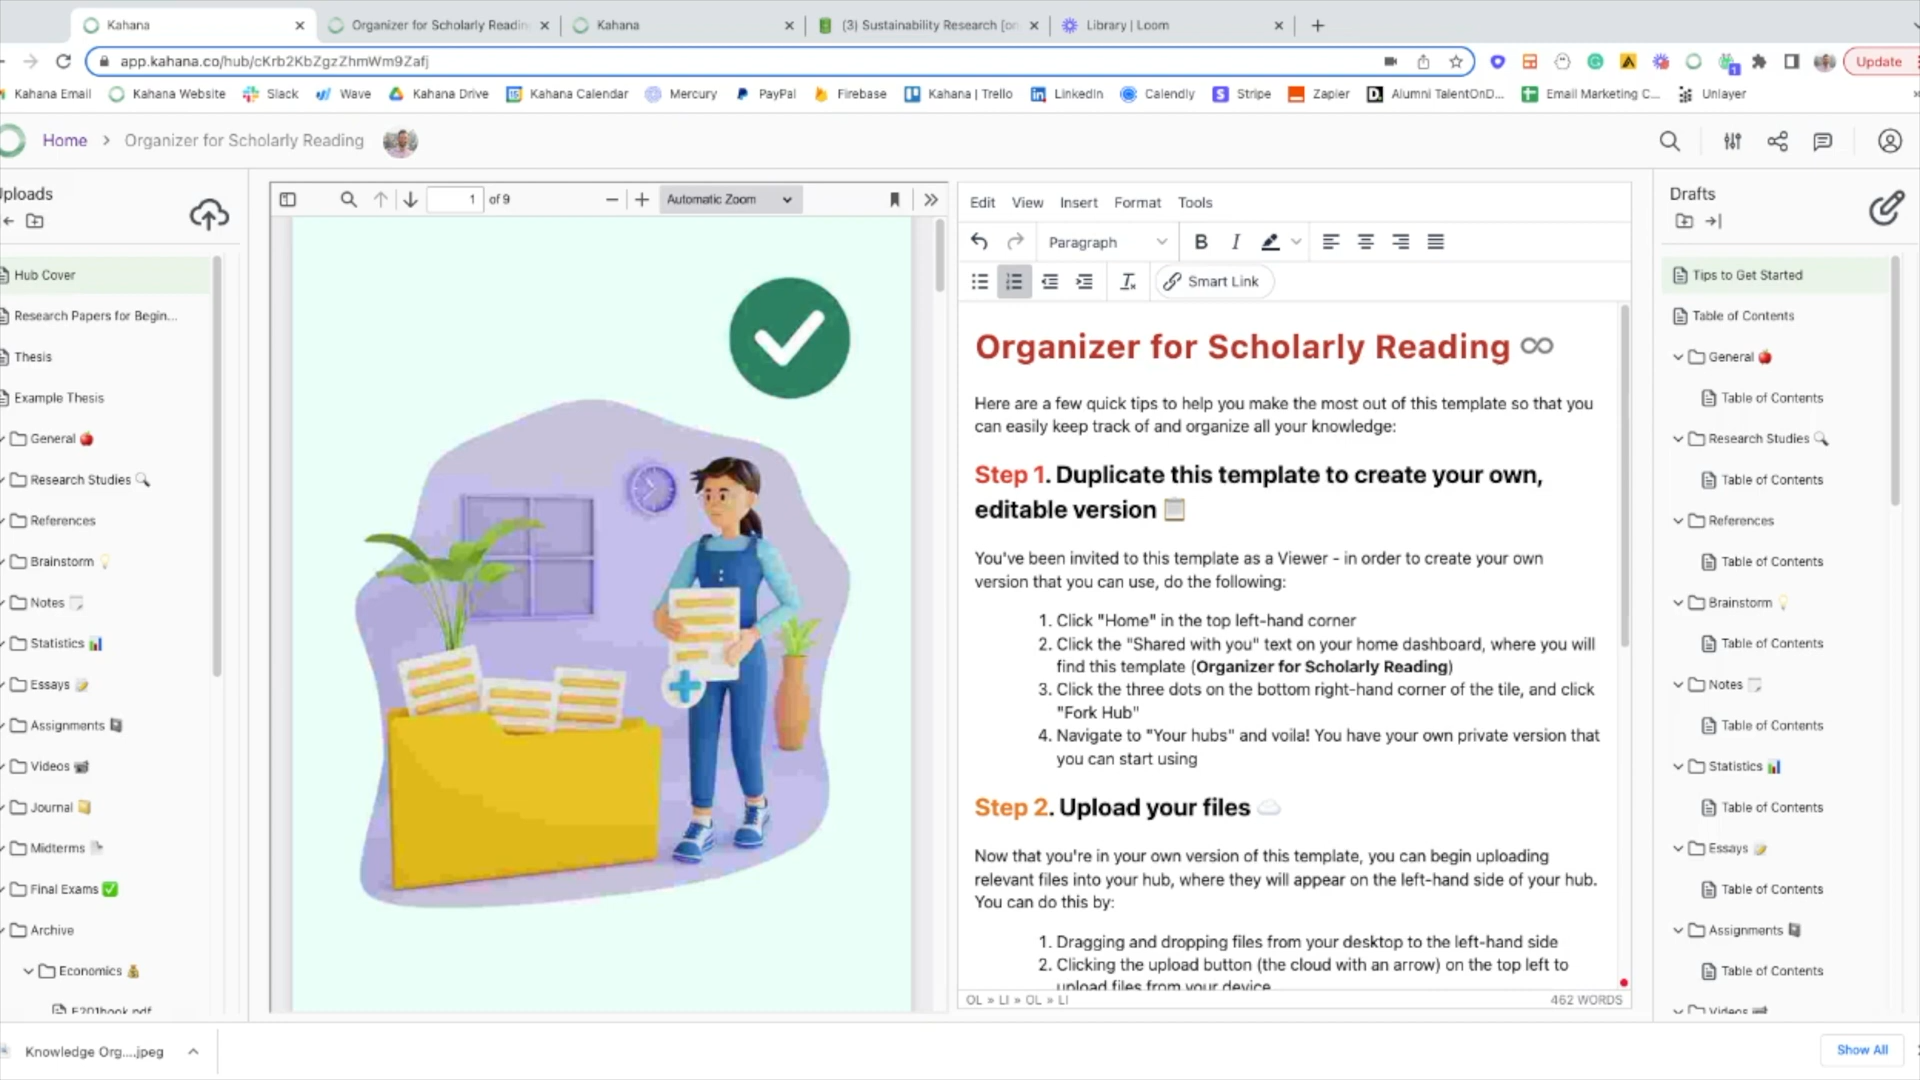 Kahana
Organizer for Scholarly Readin
Kahana
(3) Sustainability Research [on
Library | Loom
app.kahana.co/hub/cKrb2KbZgzZhmWm9Zafj
Update
Kahana Email
Kahana Website
Slack
Wave
Kahana Drive
Kahana Calendar
Mercury
PayPal
Firebase
Kahana | Trello
LinkedIn
Calendly
Stripe
Zapier
Alumni TalentOnD...
Email Marketing C...
Unlayer
Home > Organizer for Scholarly Reading
ploads
Hub Cover
Research Papers for Begin...
Thesis
Example Thesis
General
Research Studies
References
Brainstorm
Notes
Statistics
Essays
Assignments
Videos
Journal
Midterms
Final Exams
Archive
Economics
E201book.pdf
1 of 9
Automatic Zoom
Edit View Insert Format Tools
Paragraph
B I
Smart Link
Organizer for Scholarly Reading
Here are a few quick tips to help you make the most out of this template so that you
can easily keep track of and organize all your knowledge:
Step 1. Duplicate this template to create your own,
editable version
You've been invited to this template as a Viewer - in order to create your own
version that you can use, do the following:
1. Click "Home" in the top left-hand corner
2. Click the "Shared with you" text on your home dashboard, where you will
find this template (Organizer for Scholarly Reading)
3. Click the three dots on the bottom right-hand corner of the tile, and click
"Fork Hub"
4. Navigate to "Your hubs" and voila! You have your own private version that
you can start using
Step 2. Upload your files
Now that you're in your own version of this template, you can begin uploading
relevant files into your hub, where they will appear on the left-hand side of your hub.
You can do this by:
1. Dragging and dropping files from your desktop to the left-hand side
2. Clicking the upload button (the cloud with an arrow) on the top left to
upload files from your device
OL » LI » OL » LI
462 WORDS
Drafts
Tips to Get Started
Table of Contents
General
Table of Contents
Research Studies
Table of Contents
References
Table of Contents
Brainstorm
Table of Contents
Notes
Table of Contents
Statistics
Table of Contents
Essays
Table of Contents
Assignments
Table of Contents
Videos
Knowledge Org....jpeg
Show All